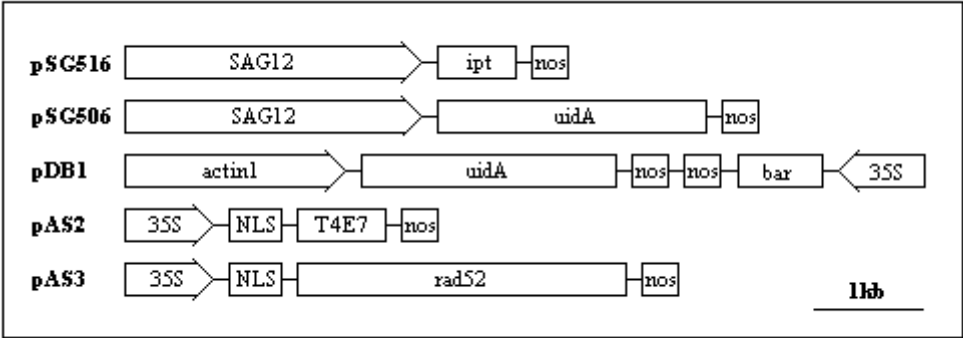 pSG516 SAG12 ipt nos
pSG506 SAG12 uidA nos
pDB1 actin1 uidA nos nos bar 35S
pAS2 35S NLS T4E7 nos
pAS3 35S NLS rad52 nos
1kb